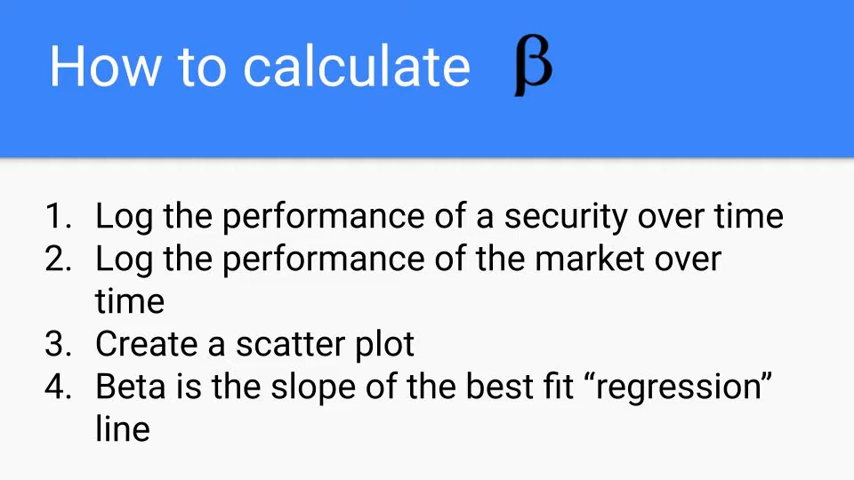 How to calculate β
1. Log the performance of a security over time
2. Log the performance of the market over
time
3. Create a scatter plot
4. Beta is the slope of the best fit “regression”
line